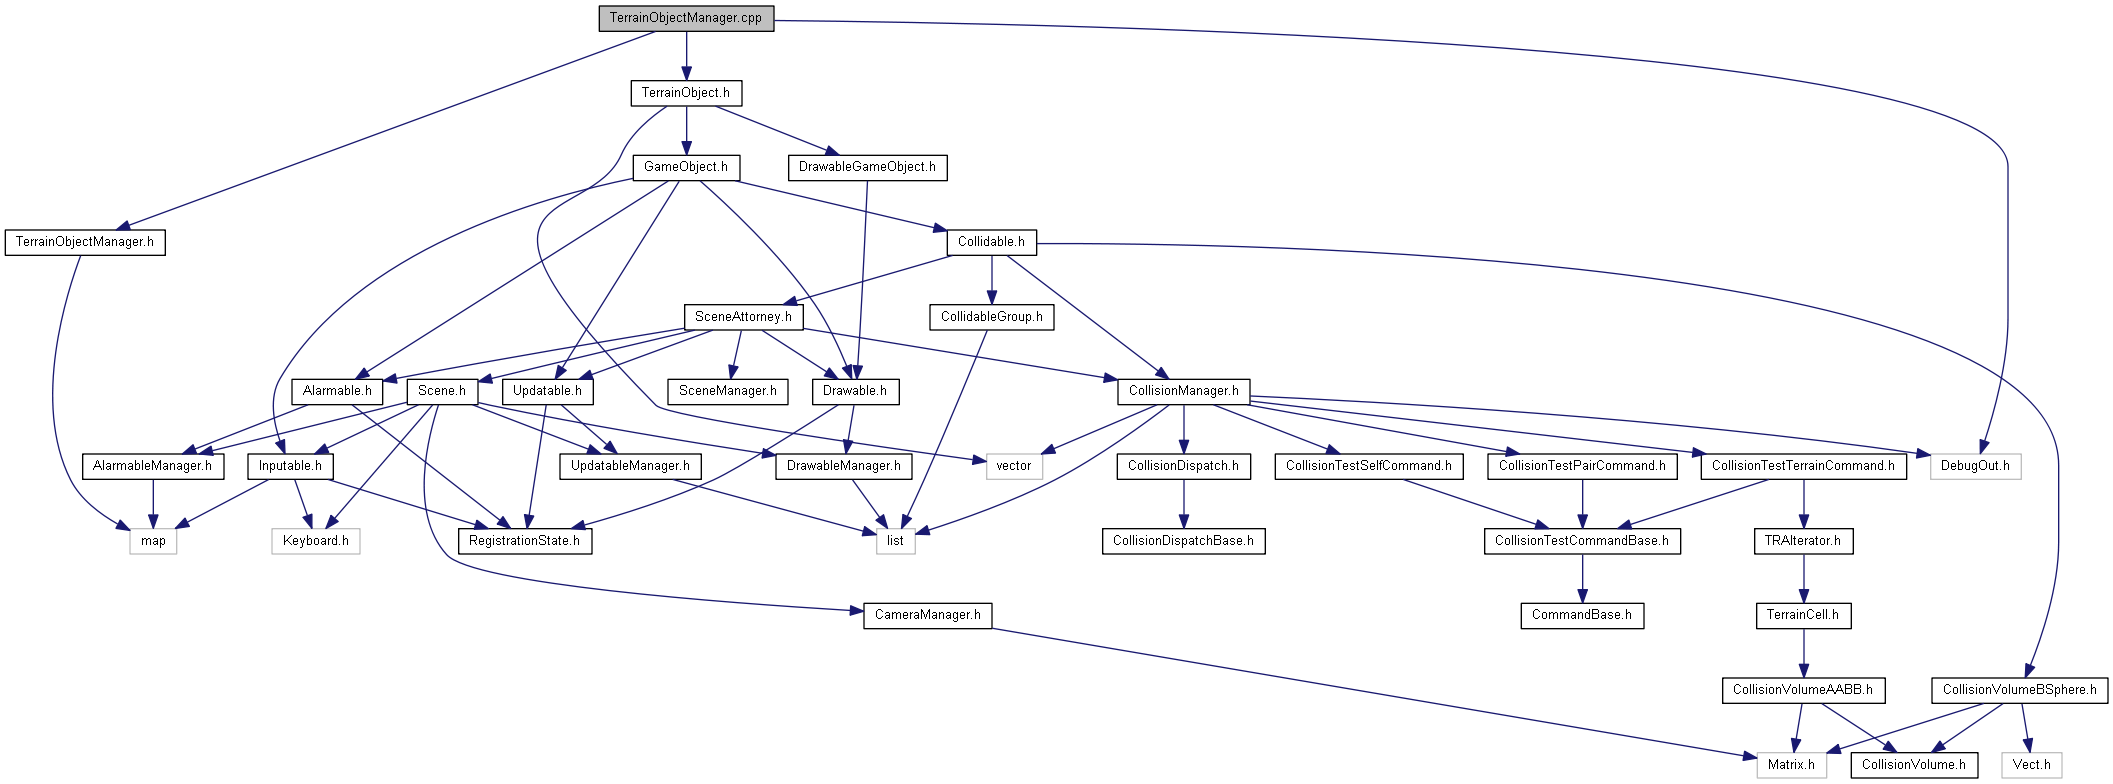 TerrainObjectManager.cpp
TerrainObject.h
GameObject.h
DrawableGameObject.h
TerrainObjectManager.h
Collidable.h
SceneAttorney.h
CollidableGroup.h
Alarmable.h
Scene.h
Updatable.h
SceneManager.h
Drawable.h
CollisionManager.h
AlarmableManager.h
Inputable.h
UpdatableManager.h
DrawableManager.h
vector
CollisionDispatch.h
CollisionTestSelfCommand.h
CollisionTestPairCommand.h
CollisionTestTerrainCommand.h
DebugOut.h
map
Keyboard.h
RegistrationState.h
list
CollisionDispatchBase.h
CollisionTestCommandBase.h
TRAIterator.h
CameraManager.h
CommandBase.h
TerrainCell.h
CollisionVolumeAABB.h
CollisionVolumeBSphere.h
Matrix.h
CollisionVolume.h
Vect.h